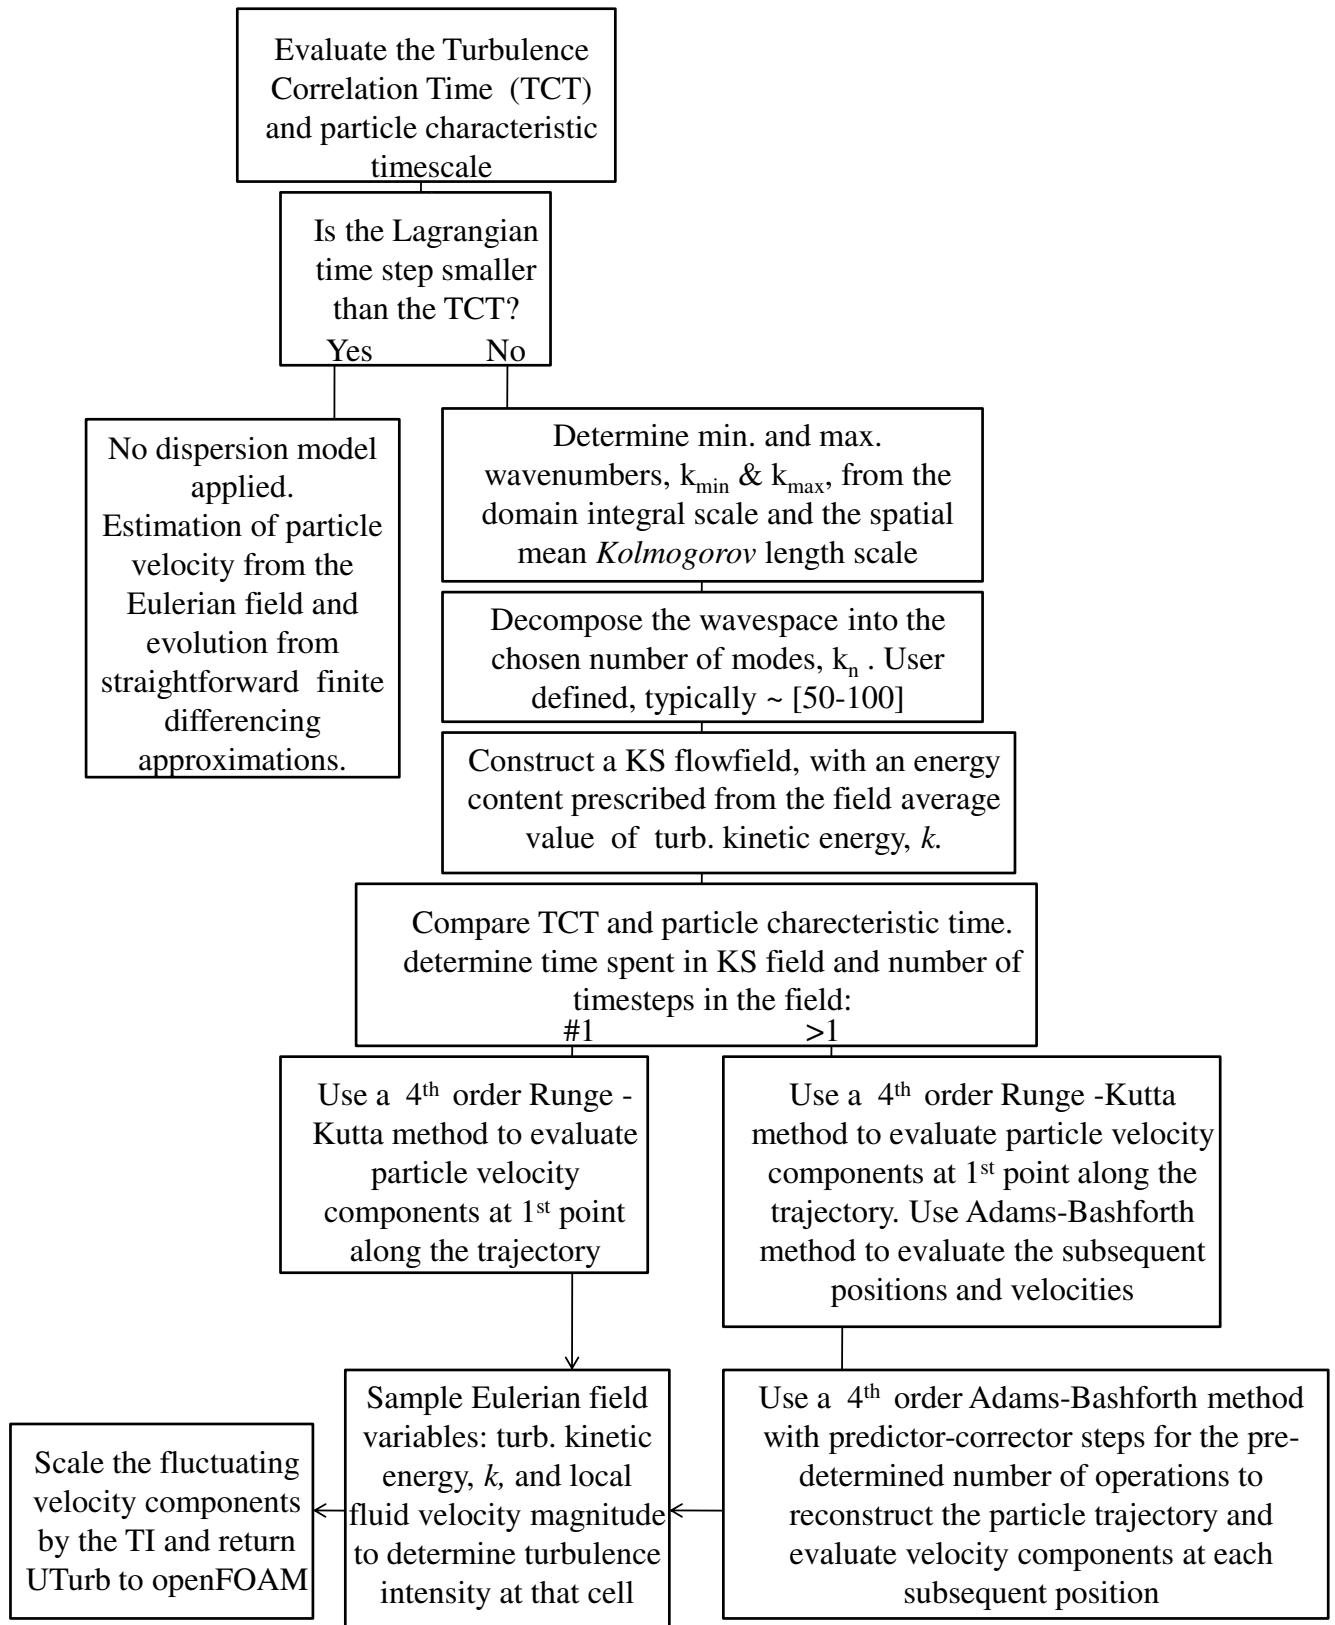 Evaluate the Turbulence
Correlation Time (TCT)
and particle characteristic
timescale
Is the Lagrangian
time step smaller
than the TCT?
Yes No
No dispersion model
applied.
Estimation of particle
velocity from the
Eulerian field and
evolution from
straightforward finite
differencing
approximations.
Determine min. and max.
wavenumbers, kmin & kmax, from the
domain integral scale and the spatial
mean Kolmogorov length scale
Decompose the wavespace into the
chosen number of modes, kn . User
defined, typically ~ [50-100]
Construct a KS flowfield, with an energy
content prescribed from the field average
value of turb. kinetic energy, k.
Compare TCT and particle charecteristic time.
determine time spent in KS field and number of
timesteps in the field:
#1 >1
Use a 4th order Runge -
Kutta method to evaluate
particle velocity
components at 1st point
along the trajectory
Use a 4th order Runge -Kutta
method to evaluate particle velocity
components at 1st point along the
trajectory. Use Adams-Bashforth
method to evaluate the subsequent
positions and velocities
Scale the fluctuating
velocity components
by the TI and return
UTurb to openFOAM
Sample Eulerian field
variables: turb. kinetic
energy, k, and local
fluid velocity magnitude
to determine turbulence
intensity at that cell
Use a 4th order Adams-Bashforth method
with predictor-corrector steps for the pre-
determined number of operations to
reconstruct the particle trajectory and
evaluate velocity components at each
subsequent position